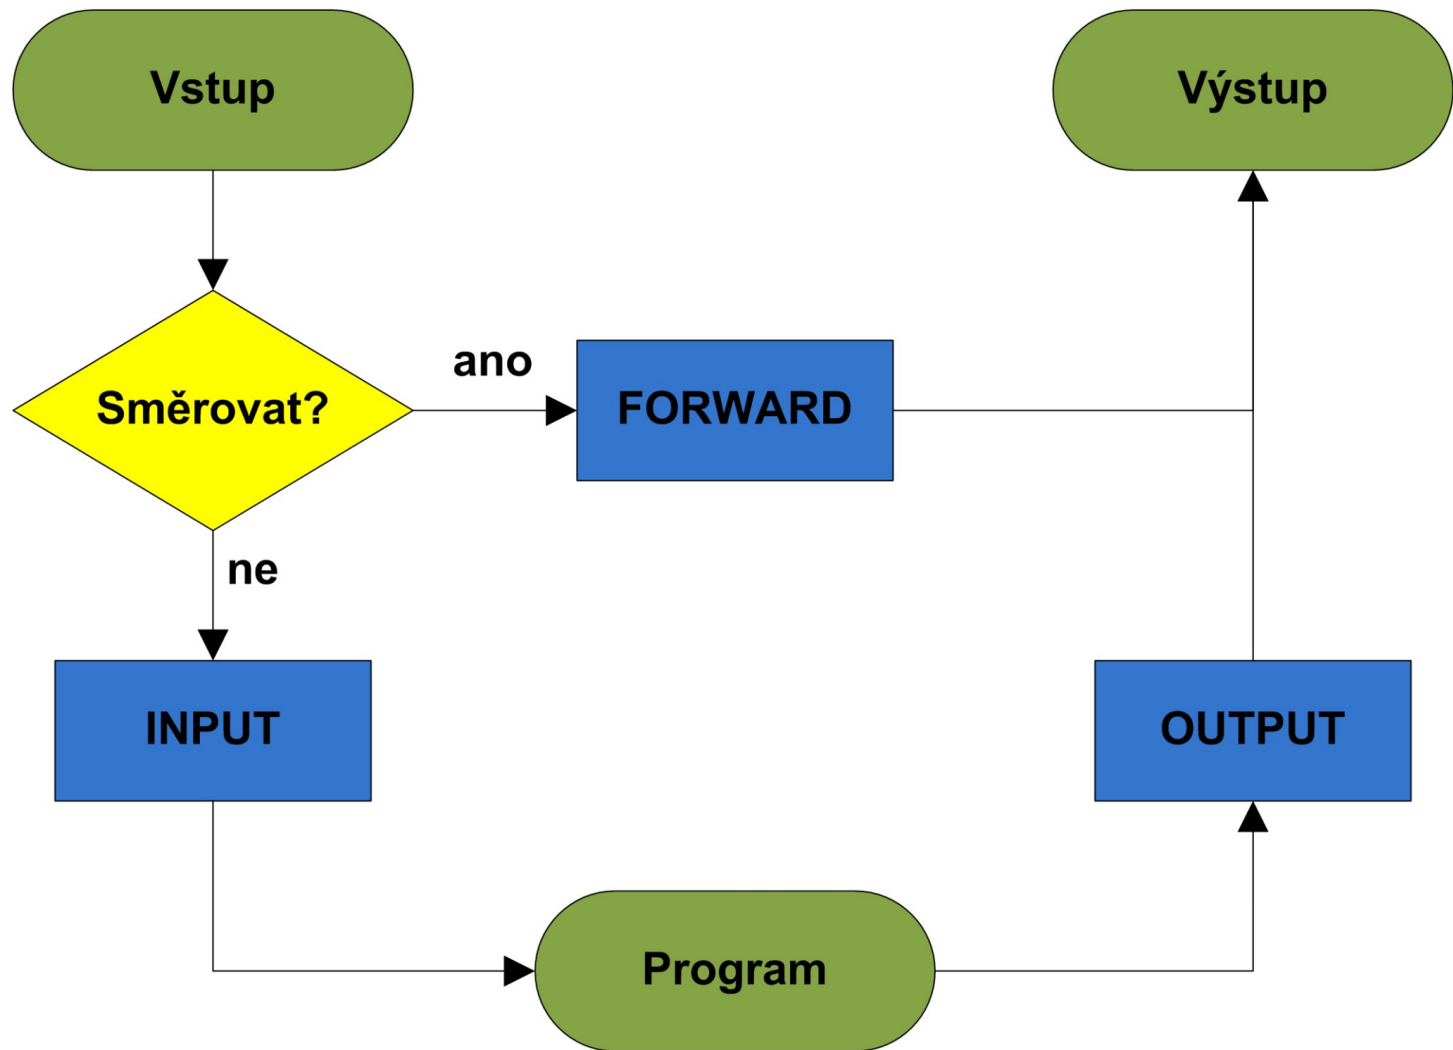 Vstup
Výstup
ano
Směrovat?
FORWARD
ne
INPUT
OUTPUT
Program